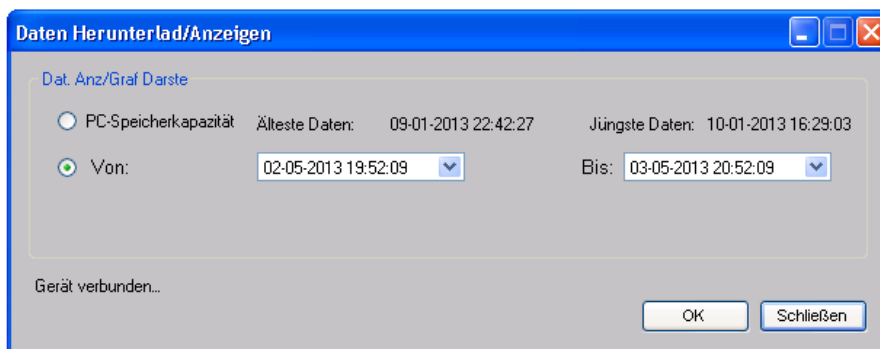 Daten Herunterlad/Anzeigen
Dat. Anz/Graf Darste
PC-Speicherkapazität Älteste Daten: 09-01-2013 22:42:27 Jüngste Daten: 10-01-2013 16:29:03
Von: 02-05-2013 19:52:09 Bis: 03-05-2013 20:52:09
Gerät verbunden...
OK Schließen